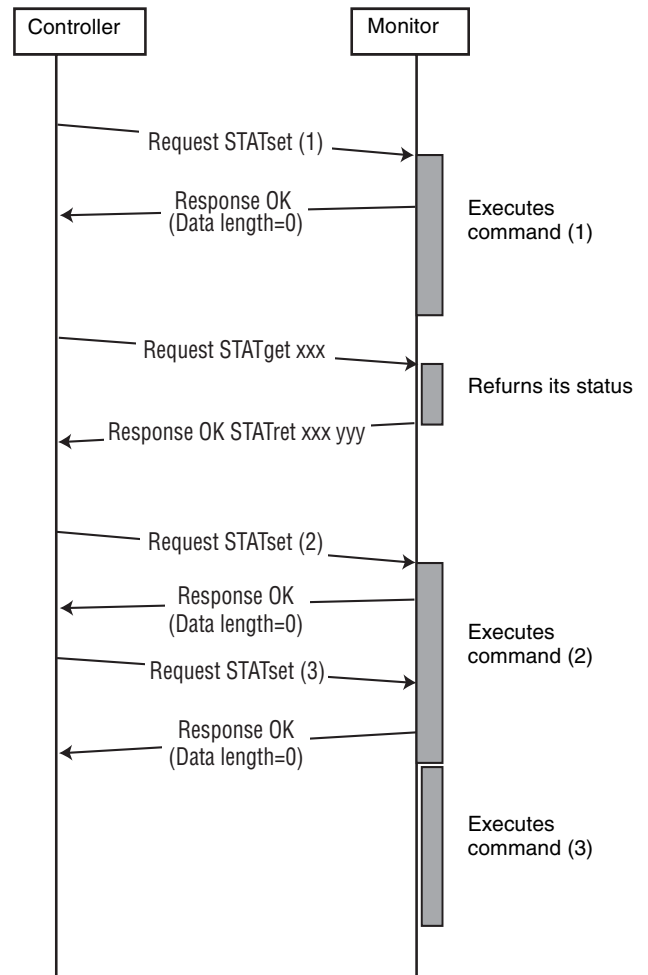 Controller
Monitor
Request STATset (1)
Response OK
(Data length=0)
Executes
command (1)
Request STATget xxx
Refurns its status
Response OK STATret xxx yyy
Request STATset (2)
Response OK
(Data length=0)
Executes
command (2)
Request STATset (3)
Response OK
(Data length=0)
Executes
command (3)